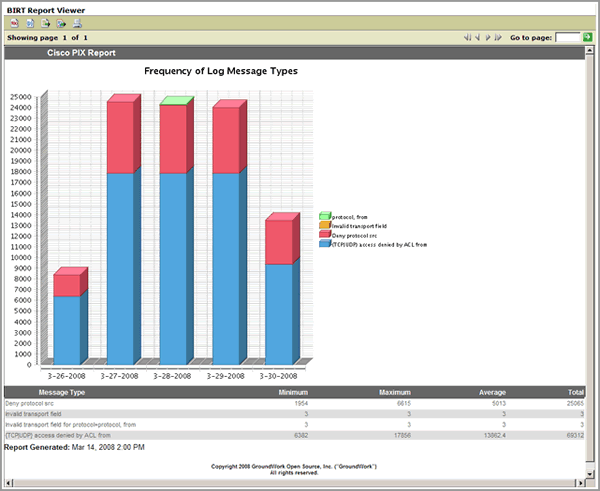 BIRT Report Viewer
Showing page 1 of 1
Go to page:
Cisco PIX Report
Frequency of Log Message Types
25000
24000
23000
22000
21000
20000
19000
18000
17000
16000
15000
14000
13000
12000
11000
10000
9000
8000
7000
6000
5000
4000
3000
2000
1000
0
3-26-2008 3-27-2008 3-28-2008 3-29-2008 3-30-2008
protocol, from
Invalid transport field
Deny protocol src
(TCP|UDP) access denied by ACL from
Message Type Minimum Maximum Average Total
Deny protocol src 1954 6615 5013 25065
Invalid transport field 3 3 3 3
Invalid transport field for protocol=protocol, from 3 3 3 3
(TCP|UDP) access denied by ACL from 6382 17856 13862.4 69312
Report Generated: Mar 14, 2008 2:00 PM
Copyright 2008 GroundWork Open Source, Inc. ("GroundWork")
All rights reserved.